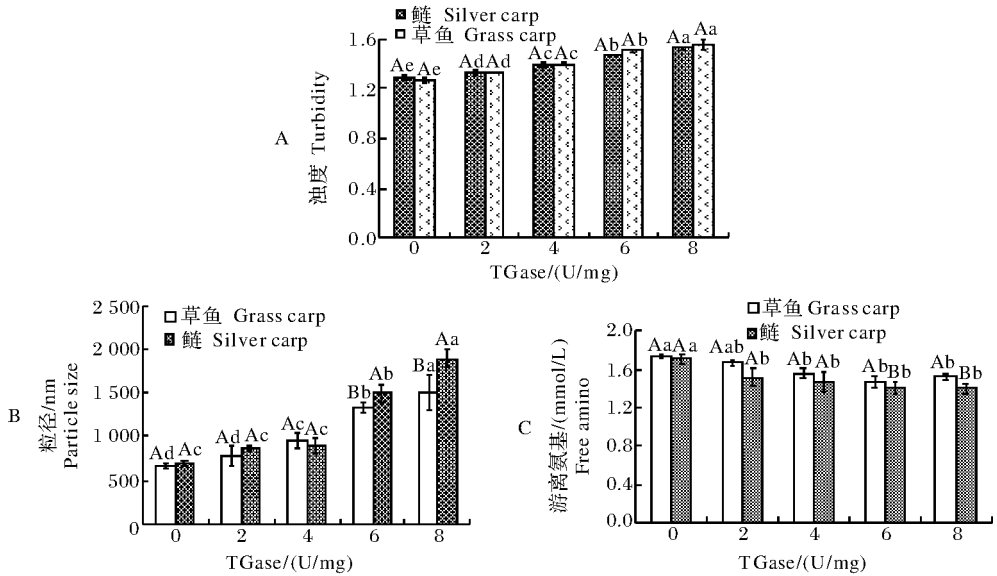 鲢 Silver carp
草鱼 Grass carp
1.6
1.2
0.8
0.4
0.0
浊度 Turbidity
A
Ae Ae
Ad Ad
Ac Ac
Ab Ab
Aa Aa
0 2 4 6 8
TGase/(U/mg)
2 500
2 000
1 500
1 000
500
0
粒径/nm
Particle size
B
草鱼 Grass carp
鲢 Silver carp
Ad Ac
Ad Ac
Ac Ac
Bb Ab
Ba Aa
0 2 4 6 8
TGase/(U/mg)
草鱼 Grass carp
鲢 Silver carp
2.0
1.6
1.2
0.8
0.4
0.0
游离氨基/(mmol/L)
Free amino
C
Aa Aa
Aab Ab
Ab Ab
Ab Bb
Ab Bb
0 2 4 6 8
TGase/(U/mg)